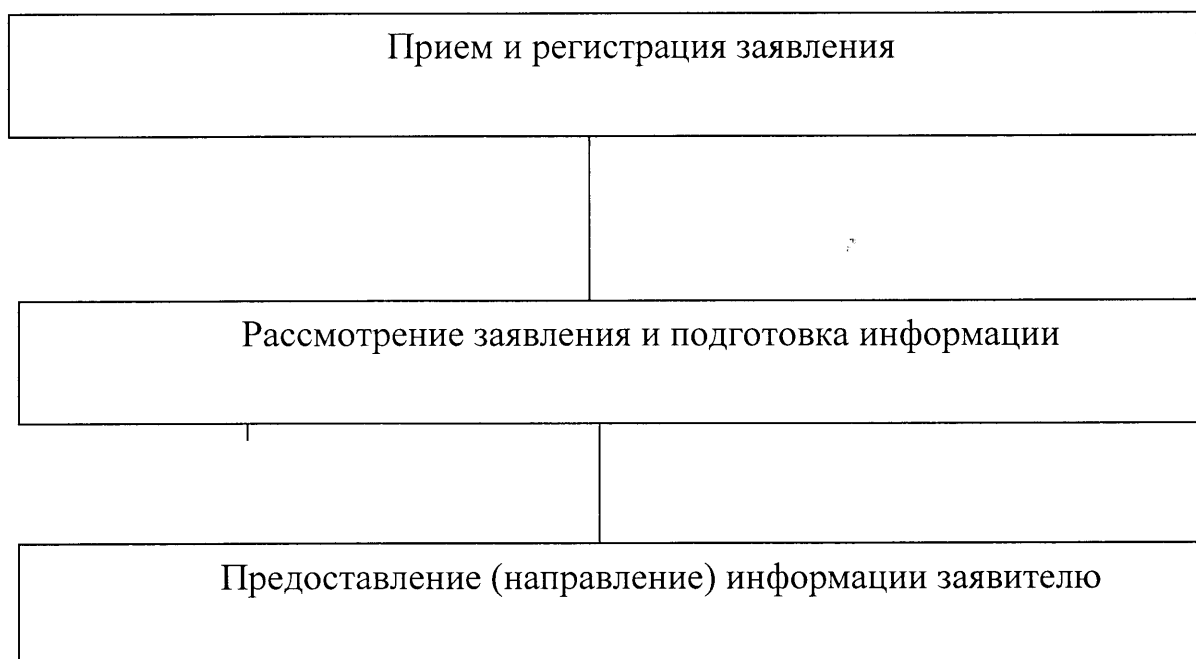 Прием и регистрация заявления
Рассмотрение заявления и подготовка информации
Предоставление (направление) информации заявителю